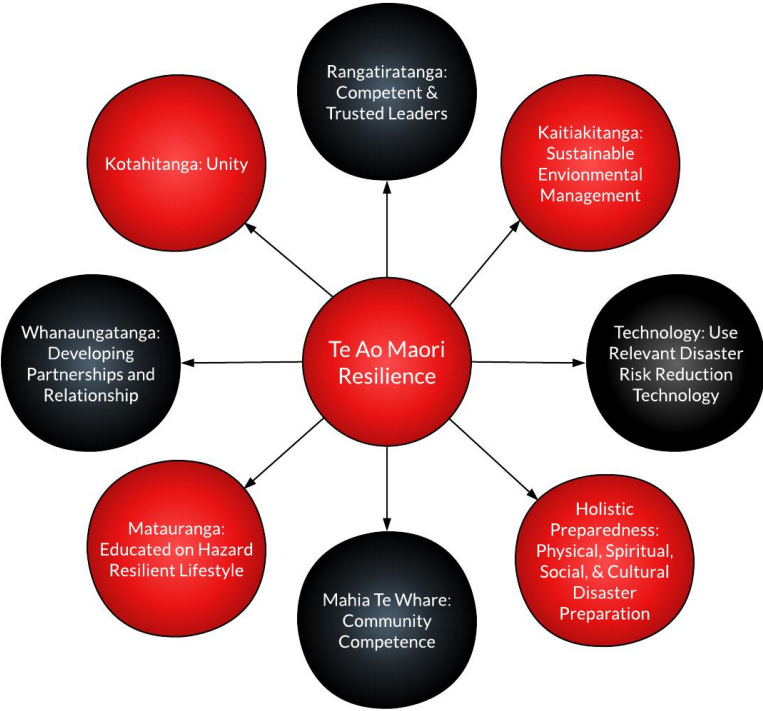 Rangatiratanga:
Competent &
Trusted Leaders
Kotahitanga: Unity
Kaitiakitanga:
Sustainable
Envionmental
Management
Whanaungatanga:
Developing
Partnerships and
Relationship
Te Ao Maori
Resilience
Technology: Use
Relevant Disaster
Risk Reduction
Technology
Matauranga:
Educated on Hazard
Resilient Lifestyle
Mahia Te Whare:
Community
Competence
Holistic
Preparedness:
Physical, Spiritual,
Social, & Cultural
Disaster
Preparation